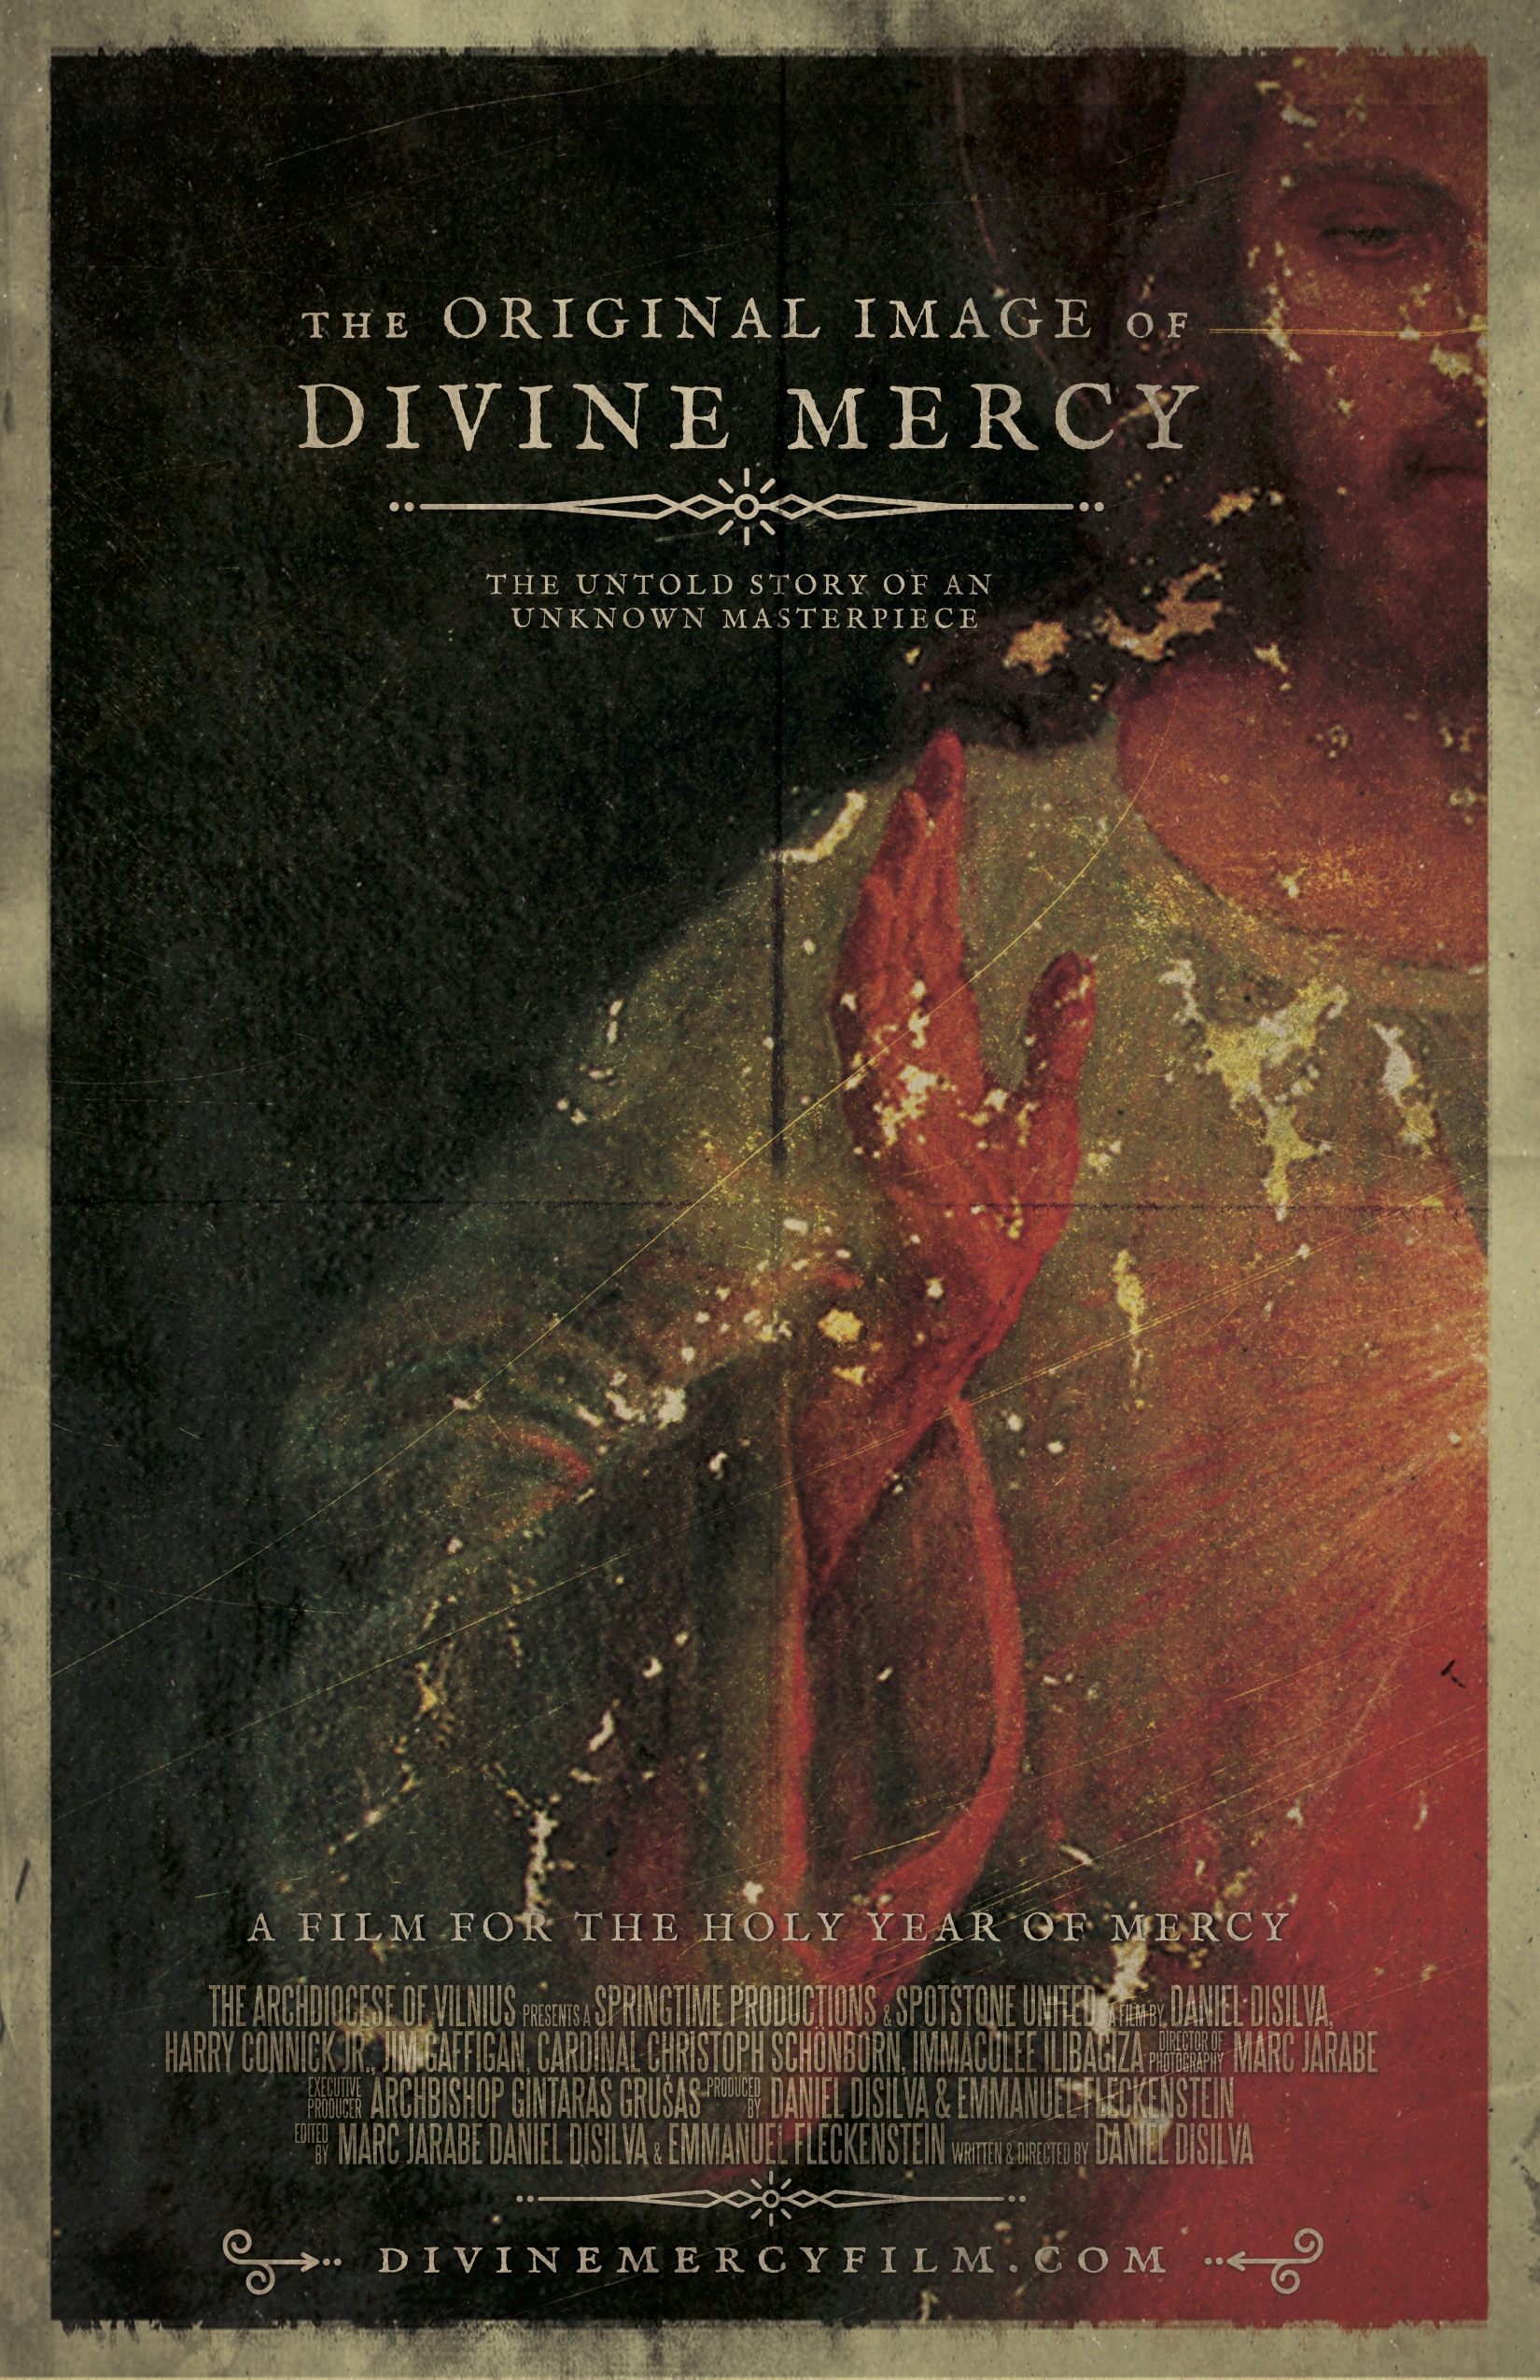 THE ORIGINAL IMAGE OF
DIVINE MERCY
THE UNTOLD STORY OF AN
UNKNOWN MASTERPIECE
A FILM FOR THE HOLY YEAR OF MERCY
THE ARCHDIOCESE OF VILNIUS PRESENTS A SPRINGTIME PRODUCTIONS & SPOTSTONE UNITED A FILM BY DANIEL DISILVA,
HARRY CONNICK JR., JIM GAFFIGAN, CARDINAL CHRISTOPH SCHÖNBORN, IMMACULEE ILIBAGIZA DIRECTOR OF PHOTOGRAPHY MARC JARABE
EXECUTIVE PRODUCER ARCHBISHOP GINTARAS GRUŠAS PRODUCED BY DANIEL DISILVA & EMMANUEL FLECKENSTEIN
EDITED BY MARC JARABE DANIEL DISILVA & EMMANUEL FLECKENSTEIN WRITTEN & DIRECTED BY DANIEL DISILVA
DIVINEMERCYFILM.COM